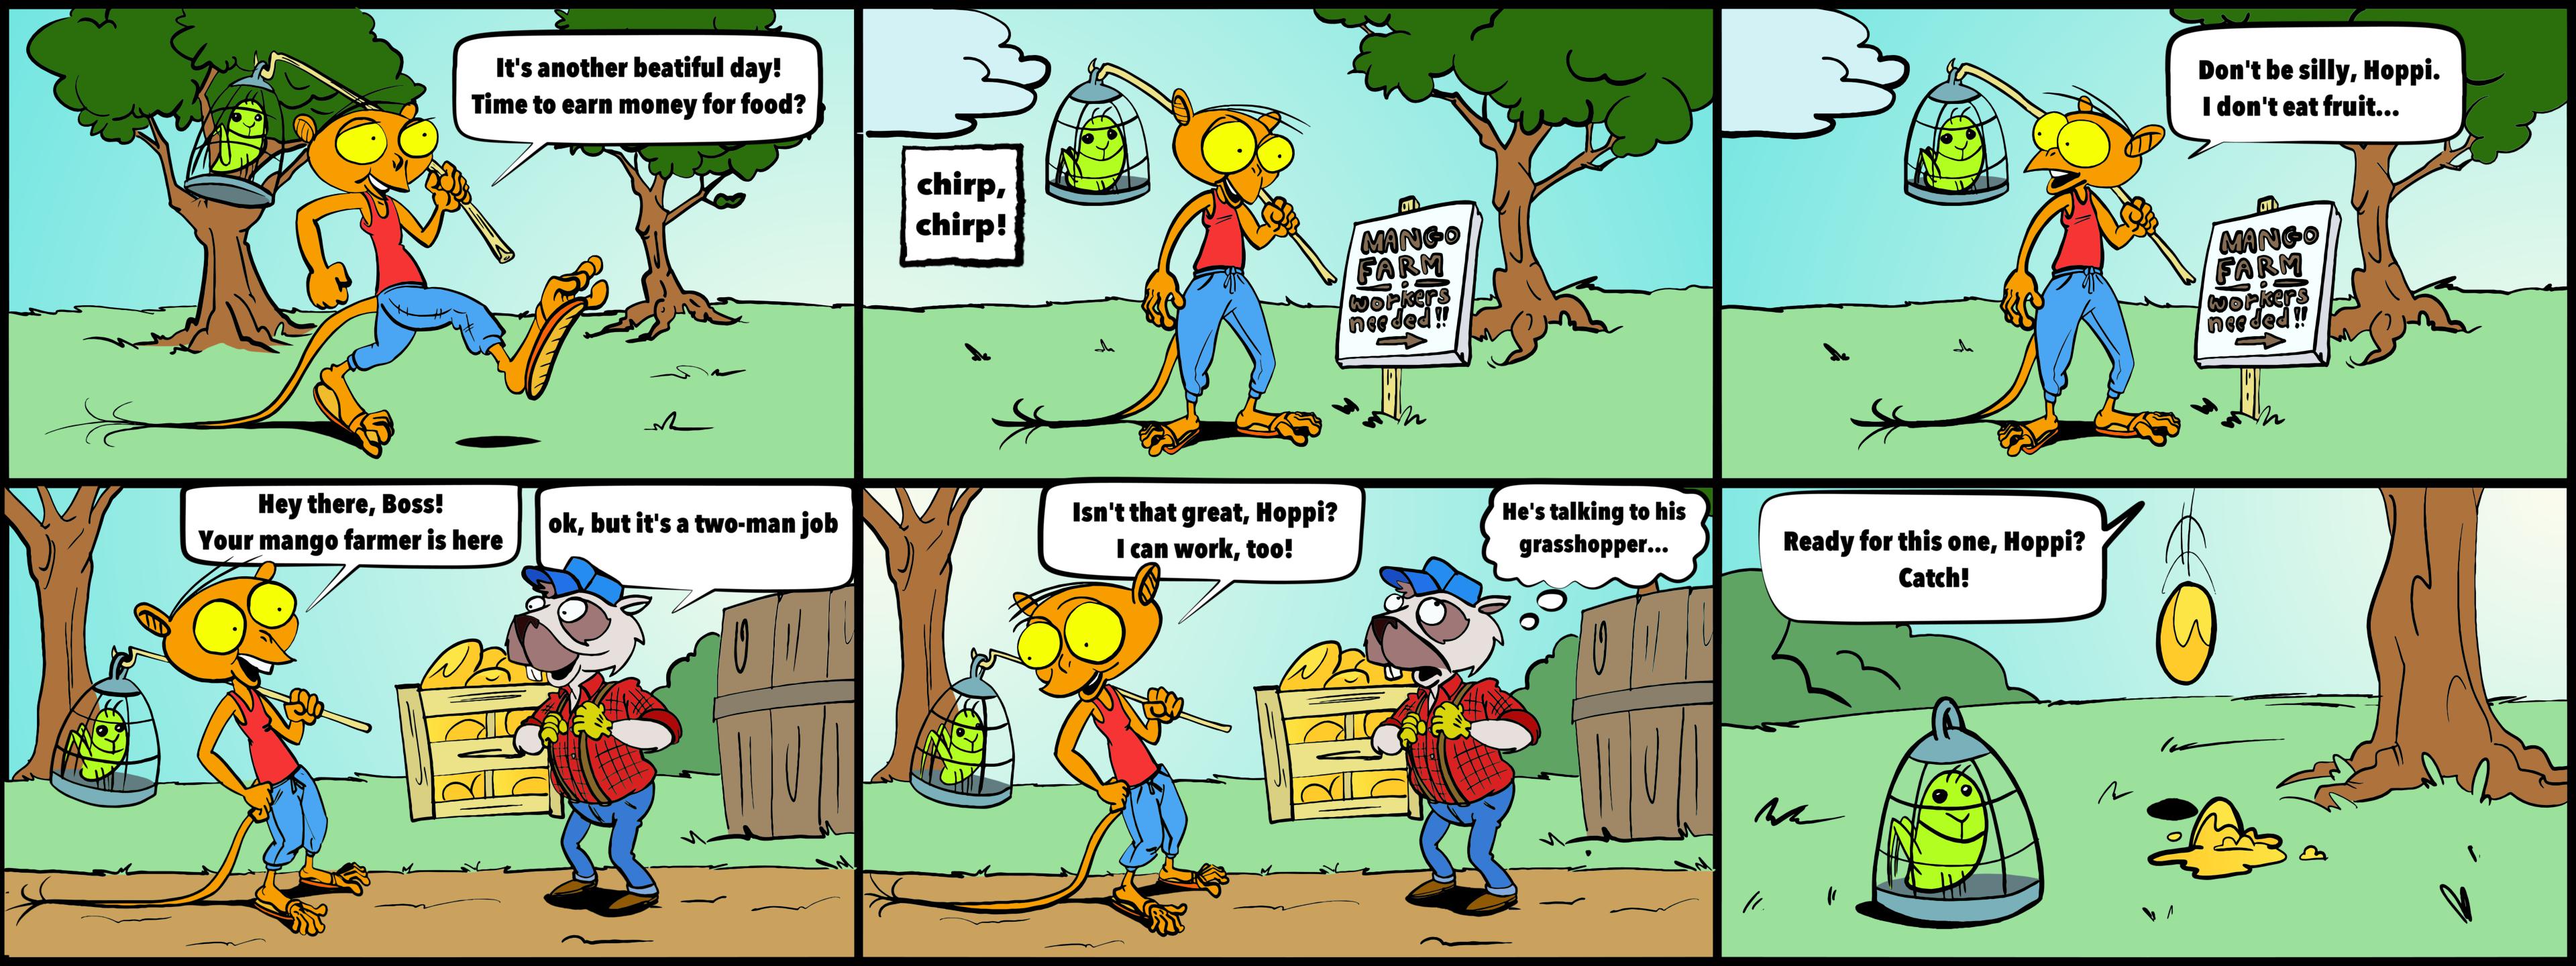 It's another beatiful day!
Time to earn money for food?
chirp,
chirp!
MANGO
FARM
workers
needed!!
Don't be silly, Hoppi.
I don't eat fruit...
MANGO
FARM
workers
needed!!
Hey there, Boss!
Your mango farmer is here
ok, but it's a two-man job
Isn't that great, Hoppi?
I can work, too!
He's talking to his
grasshopper...
Ready for this one, Hoppi?
Catch!